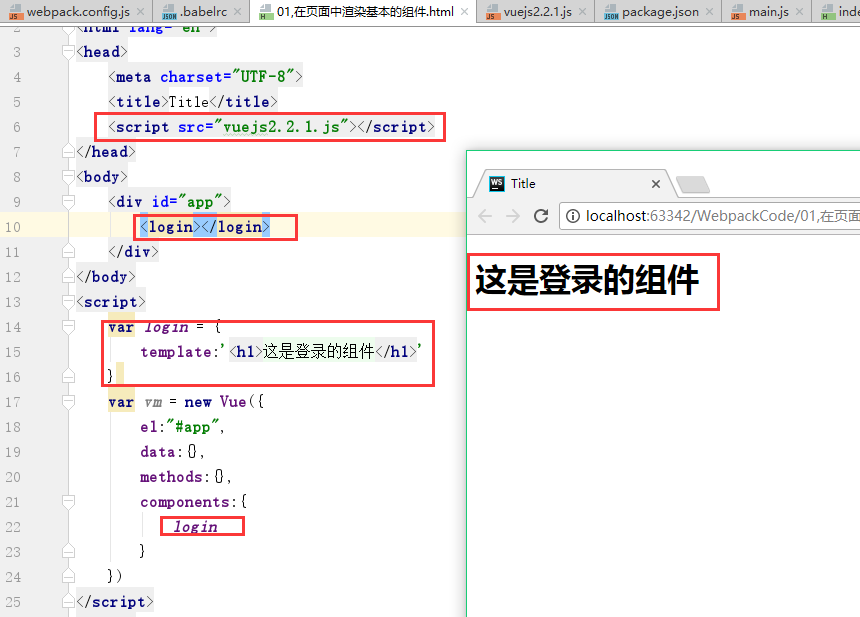 webpack.config.js × .babelrc × 01,在页面中渲染基本的组件.html × vuejs2.2.1.js × package.json × main.js × inde
3 <head>
4 <meta charset="UTF-8">
5 <title>Title</title>
6 <script src="vuejs2.2.1.js"></script>
7 </head>
8 <body>
9 <div id="app">
10 <login></login>
11 </div>
12 </body>
13 <script>
14 var login = {
15 template:'<h1>这是登录的组件</h1>'
16 }
17 var vm = new Vue({
18 el:"#app",
19 data:{},
20 methods:{},
21 components:{
22 login
23 }
24 })
25 </script>
WS Title ×
localhost:63342/WebpackCode/01,在页面
这是登录的组件